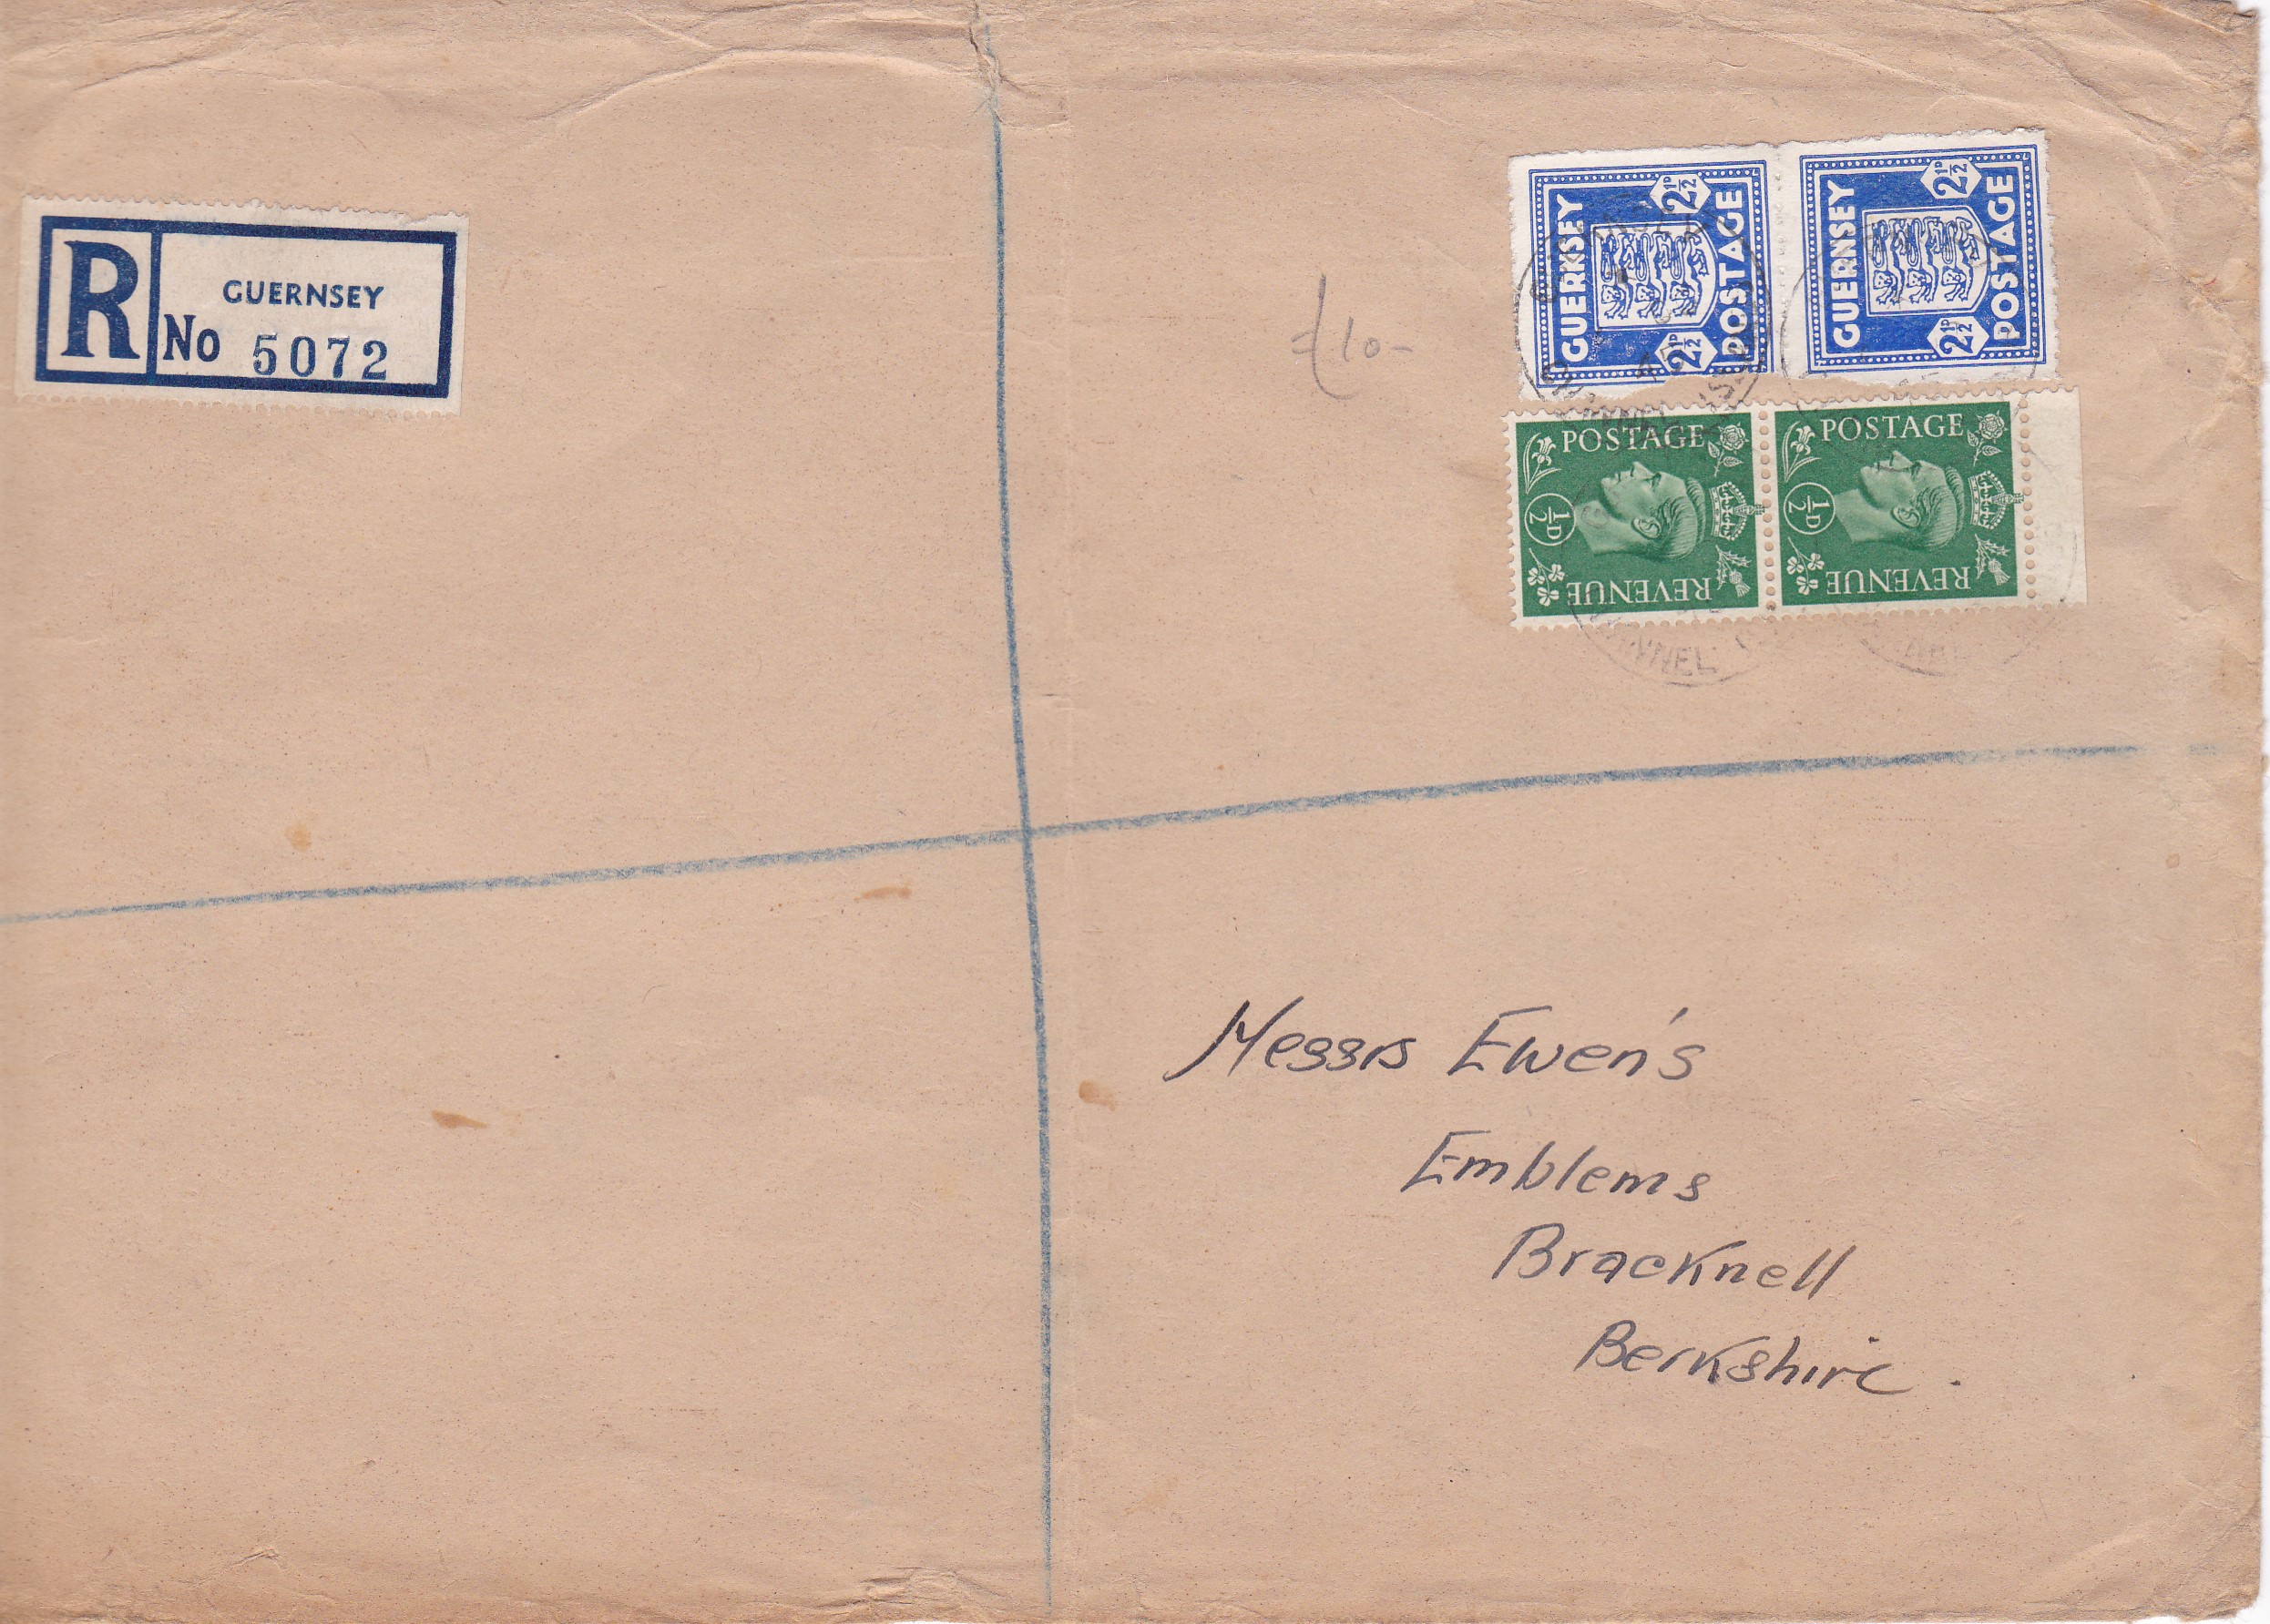 R
GUERNSEY
No 5072
£10-
GUERNSEY
POSTAGE
2½D
2½D
GUERNSEY
POSTAGE
2½D
2½D
POSTAGE
½D
REVENUE
POSTAGE
½D
REVENUE
Messrs Ewen's
Emblems
Bracknell
Berkshire.